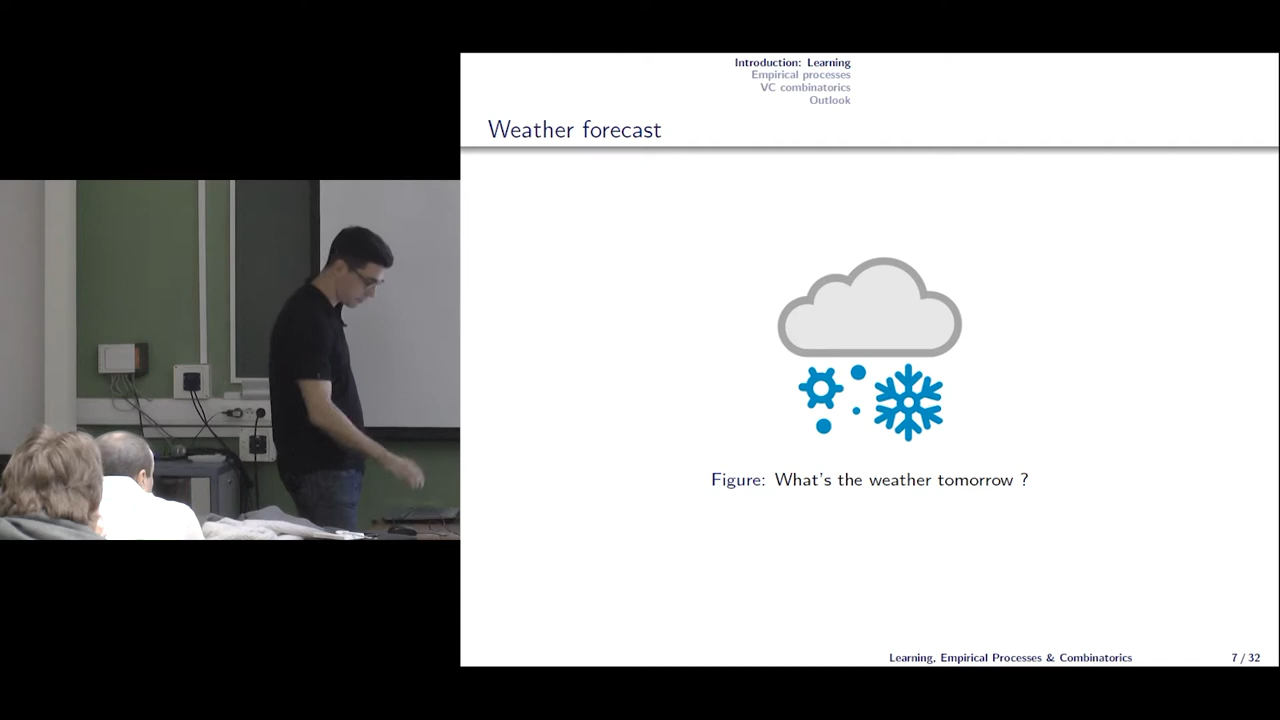 Introduction: Learning
Empirical processes
VC combinatorics
Outlook
Weather forecast
Figure: What's the weather tomorrow ?
Learning, Empirical Processes & Combinatorics
7 / 32